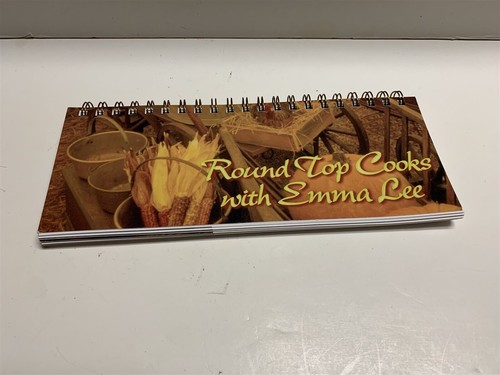 Round Top Cooks
with Emma Lee